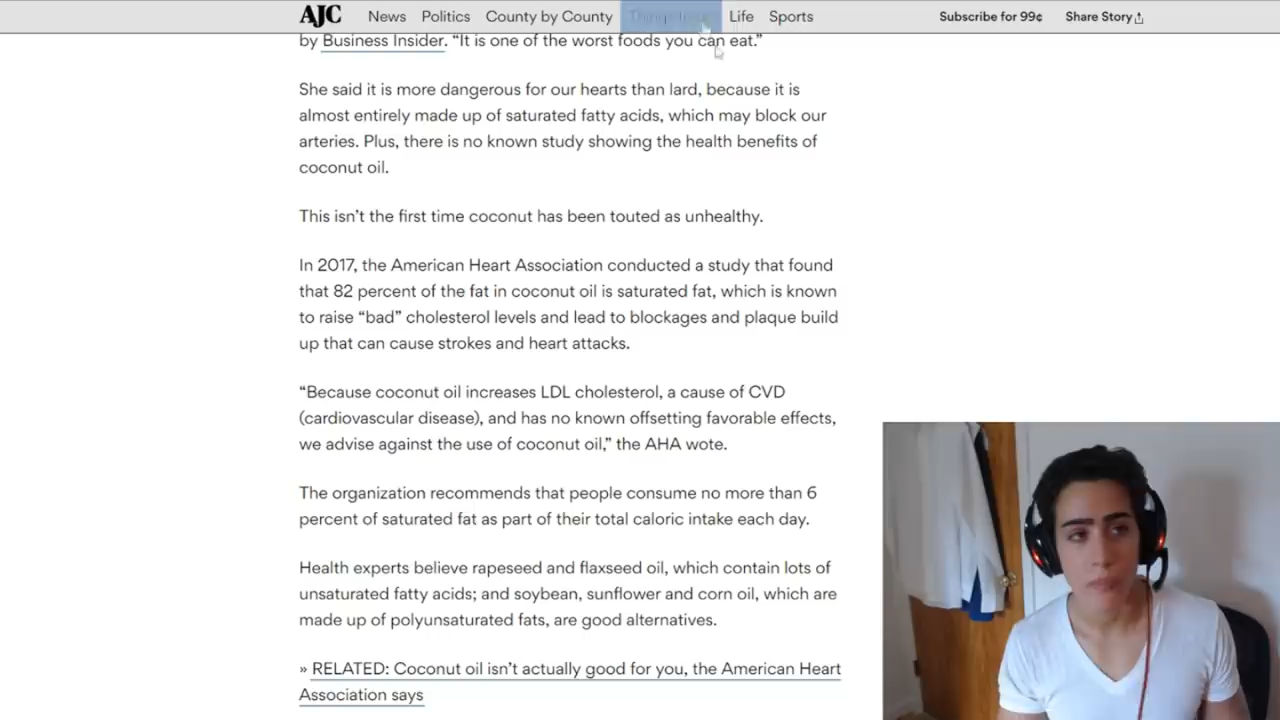 AJC News Politics County by County Life Sports Subscribe for 99¢ Share Story
by Business Insider. “It is one of the worst foods you can eat.”
She said it is more dangerous for our hearts than lard, because it is
almost entirely made up of saturated fatty acids, which may block our
arteries. Plus, there is no known study showing the health benefits of
coconut oil.
This isn’t the first time coconut has been touted as unhealthy.
In 2017, the American Heart Association conducted a study that found
that 82 percent of the fat in coconut oil is saturated fat, which is known
to raise “bad” cholesterol levels and lead to blockages and plaque build
up that can cause strokes and heart attacks.
“Because coconut oil increases LDL cholesterol, a cause of CVD
(cardiovascular disease), and has no known offsetting favorable effects,
we advise against the use of coconut oil,” the AHA wote.
The organization recommends that people consume no more than 6
percent of saturated fat as part of their total caloric intake each day.
Health experts believe rapeseed and flaxseed oil, which contain lots of
unsaturated fatty acids; and soybean, sunflower and corn oil, which are
made up of polyunsaturated fats, are good alternatives.
» RELATED: Coconut oil isn’t actually good for you, the American Heart
Association says